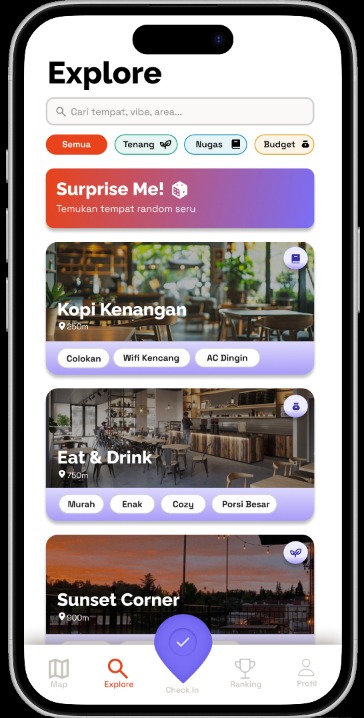 Explore
Cari tempat, vibe, area...
Semua Tenang Nugas Budget
Surprise Me!
Temukan tempat random seru
Kopi Kenangan
250m
Colokan Wifi Kencang AC Dingin
Eat & Drink
750m
Murah Enak Cozy Porsi Besar
Sunset Corner
900m
Map Explore Check In Ranking Profil